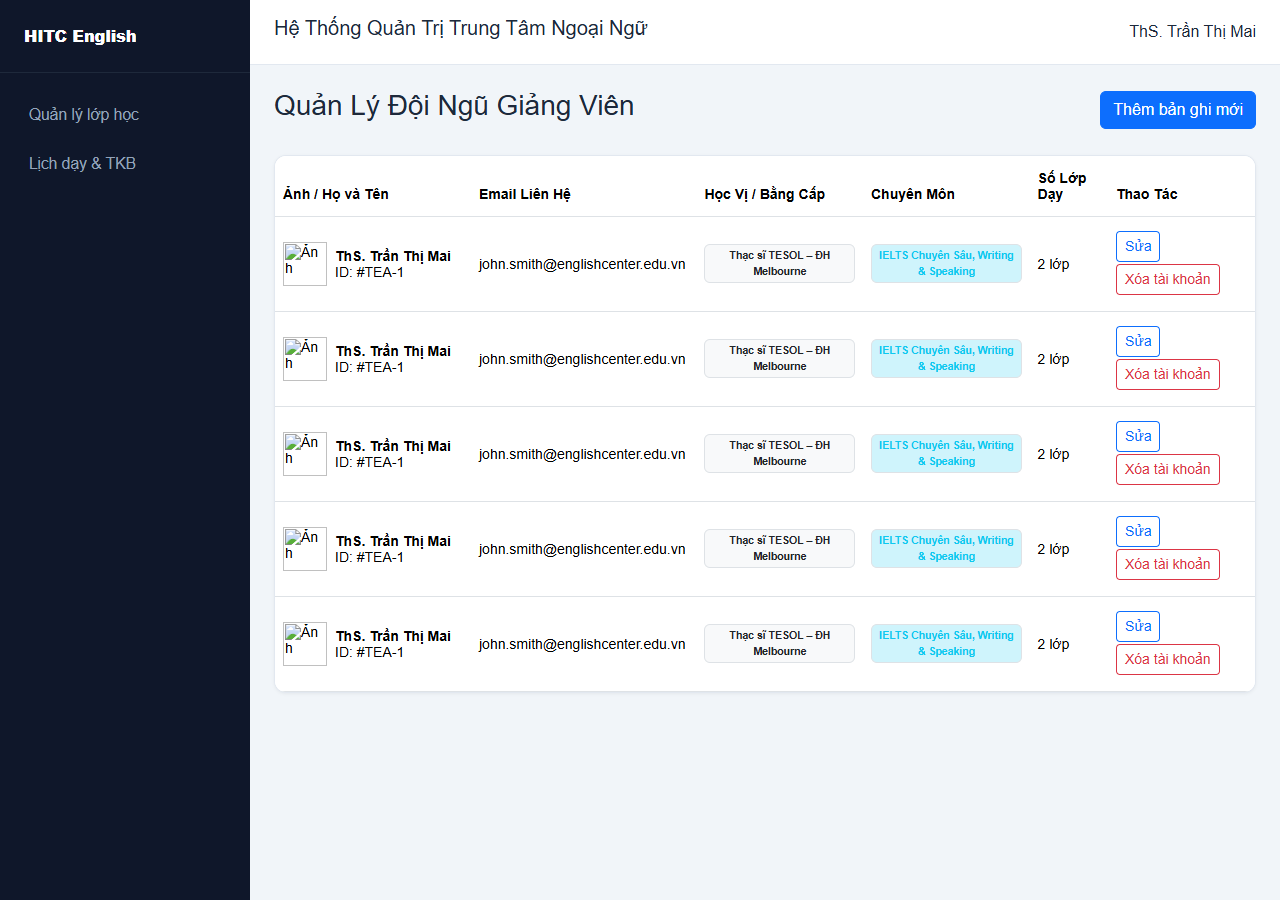 HITC English
Hệ Thống Quản Trị Trung Tâm Ngoại Ngữ
ThS. Trần Thị Mai
Quản lý lớp học
Lịch dạy & TKB
Quản Lý Đội Ngũ Giảng Viên
Thêm bản ghi mới
Ảnh / Họ và Tên
Email Liên Hệ
Học Vị / Bằng Cấp
Chuyên Môn
Số Lớp
Dạy
Thao Tác
Ản
h
ThS. Trần Thị Mai
ID: #TEA-1
john.smith@englishcenter.edu.vn
Thạc sĩ TESOL – ĐH
Melbourne
IELTS Chuyên Sâu, Writing
& Speaking
2 lớp
Sửa
Xóa tài khoản
Ản
h
ThS. Trần Thị Mai
ID: #TEA-1
john.smith@englishcenter.edu.vn
Thạc sĩ TESOL – ĐH
Melbourne
IELTS Chuyên Sâu, Writing
& Speaking
2 lớp
Sửa
Xóa tài khoản
Ản
h
ThS. Trần Thị Mai
ID: #TEA-1
john.smith@englishcenter.edu.vn
Thạc sĩ TESOL – ĐH
Melbourne
IELTS Chuyên Sâu, Writing
& Speaking
2 lớp
Sửa
Xóa tài khoản
Ản
h
ThS. Trần Thị Mai
ID: #TEA-1
john.smith@englishcenter.edu.vn
Thạc sĩ TESOL – ĐH
Melbourne
IELTS Chuyên Sâu, Writing
& Speaking
2 lớp
Sửa
Xóa tài khoản
Ản
h
ThS. Trần Thị Mai
ID: #TEA-1
john.smith@englishcenter.edu.vn
Thạc sĩ TESOL – ĐH
Melbourne
IELTS Chuyên Sâu, Writing
& Speaking
2 lớp
Sửa
Xóa tài khoản